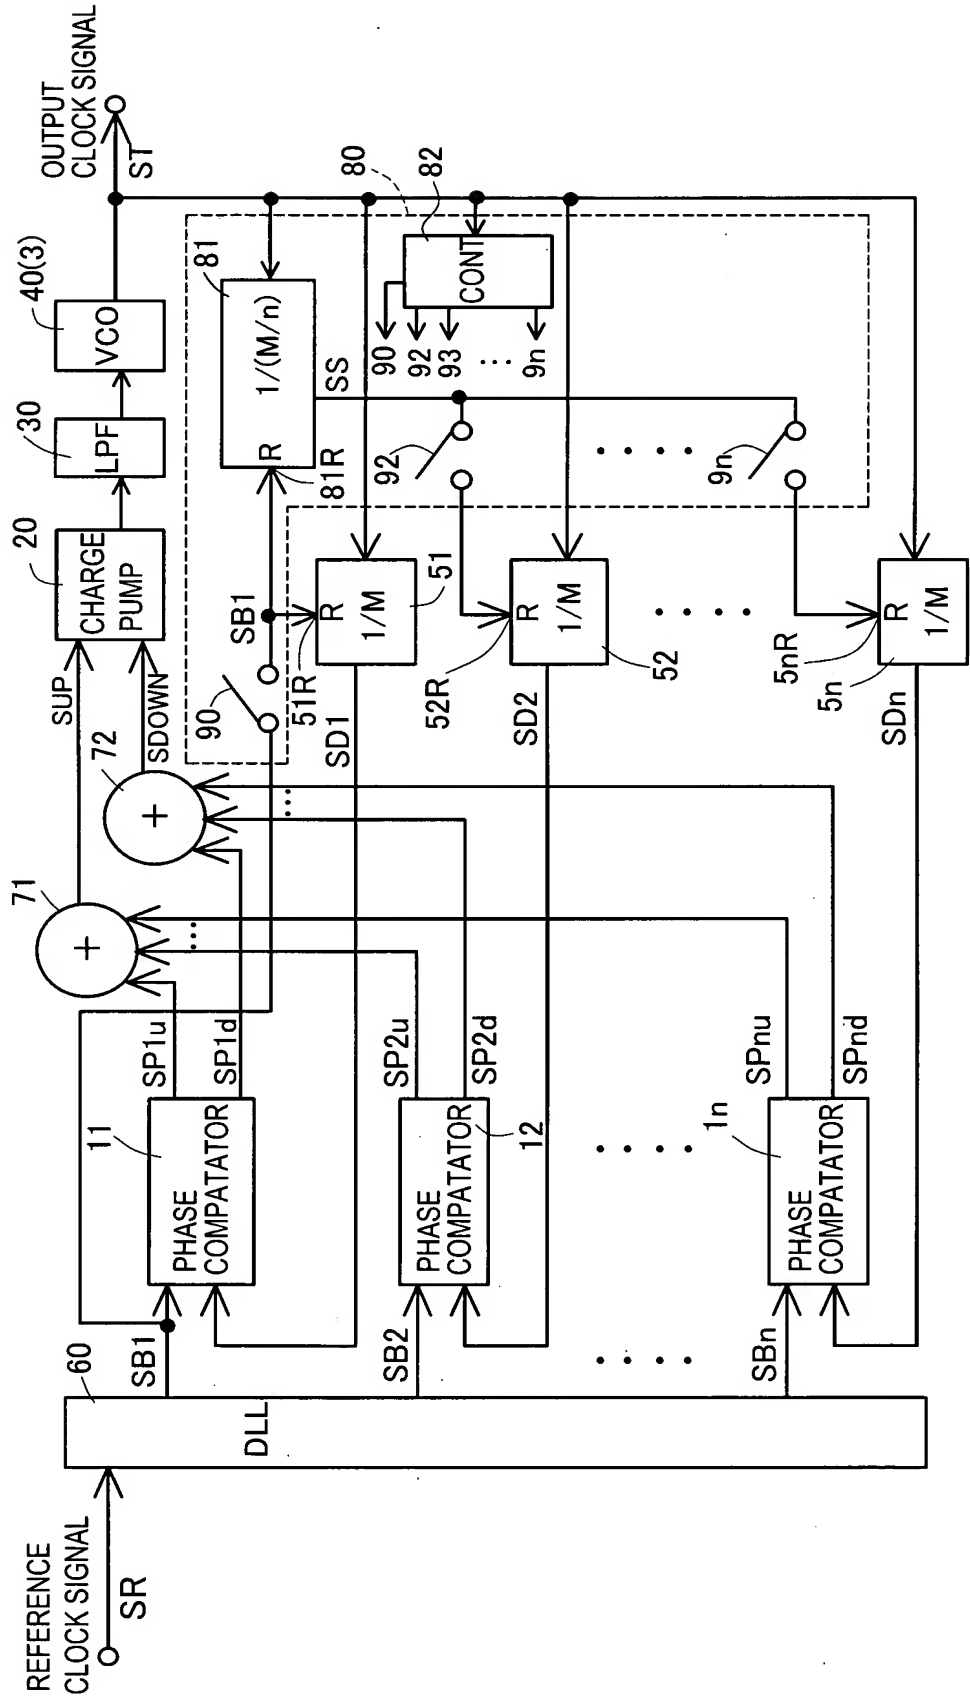 REFERENCE
CLOCK SIGNAL
SR
60
DLL
SB1
SB2
SBn
11
PHASE
COMPATATOR
SP1u
SP1d
PHASE
COMPATATOR
12
SP2u
SP2d
1n
PHASE
COMPATATOR
SPnu
SPnd
71
+
72
+
SUP
SDOWN
20
CHARGE
PUMP
30
LPF
40(3)
VCO
OUTPUT
CLOCK SIGNAL
ST
90
SB1
81
R
1/(M/n)
81R
SS
80
82
CONT
90
92
93
9n
92
9n
51R
R
1/M
51
SD1
52R
R
1/M
52
SD2
5nR
R
1/M
5n
SDn